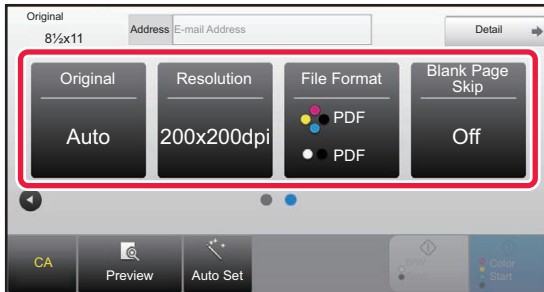 Original
8½x11
Address
E-mail Address
Detail
Original
Auto
Resolution
200x200dpi
File Format
PDF
PDF
Blank Page
Skip
Off
CA
Preview
Auto Set
B/W
Start
Color
Start